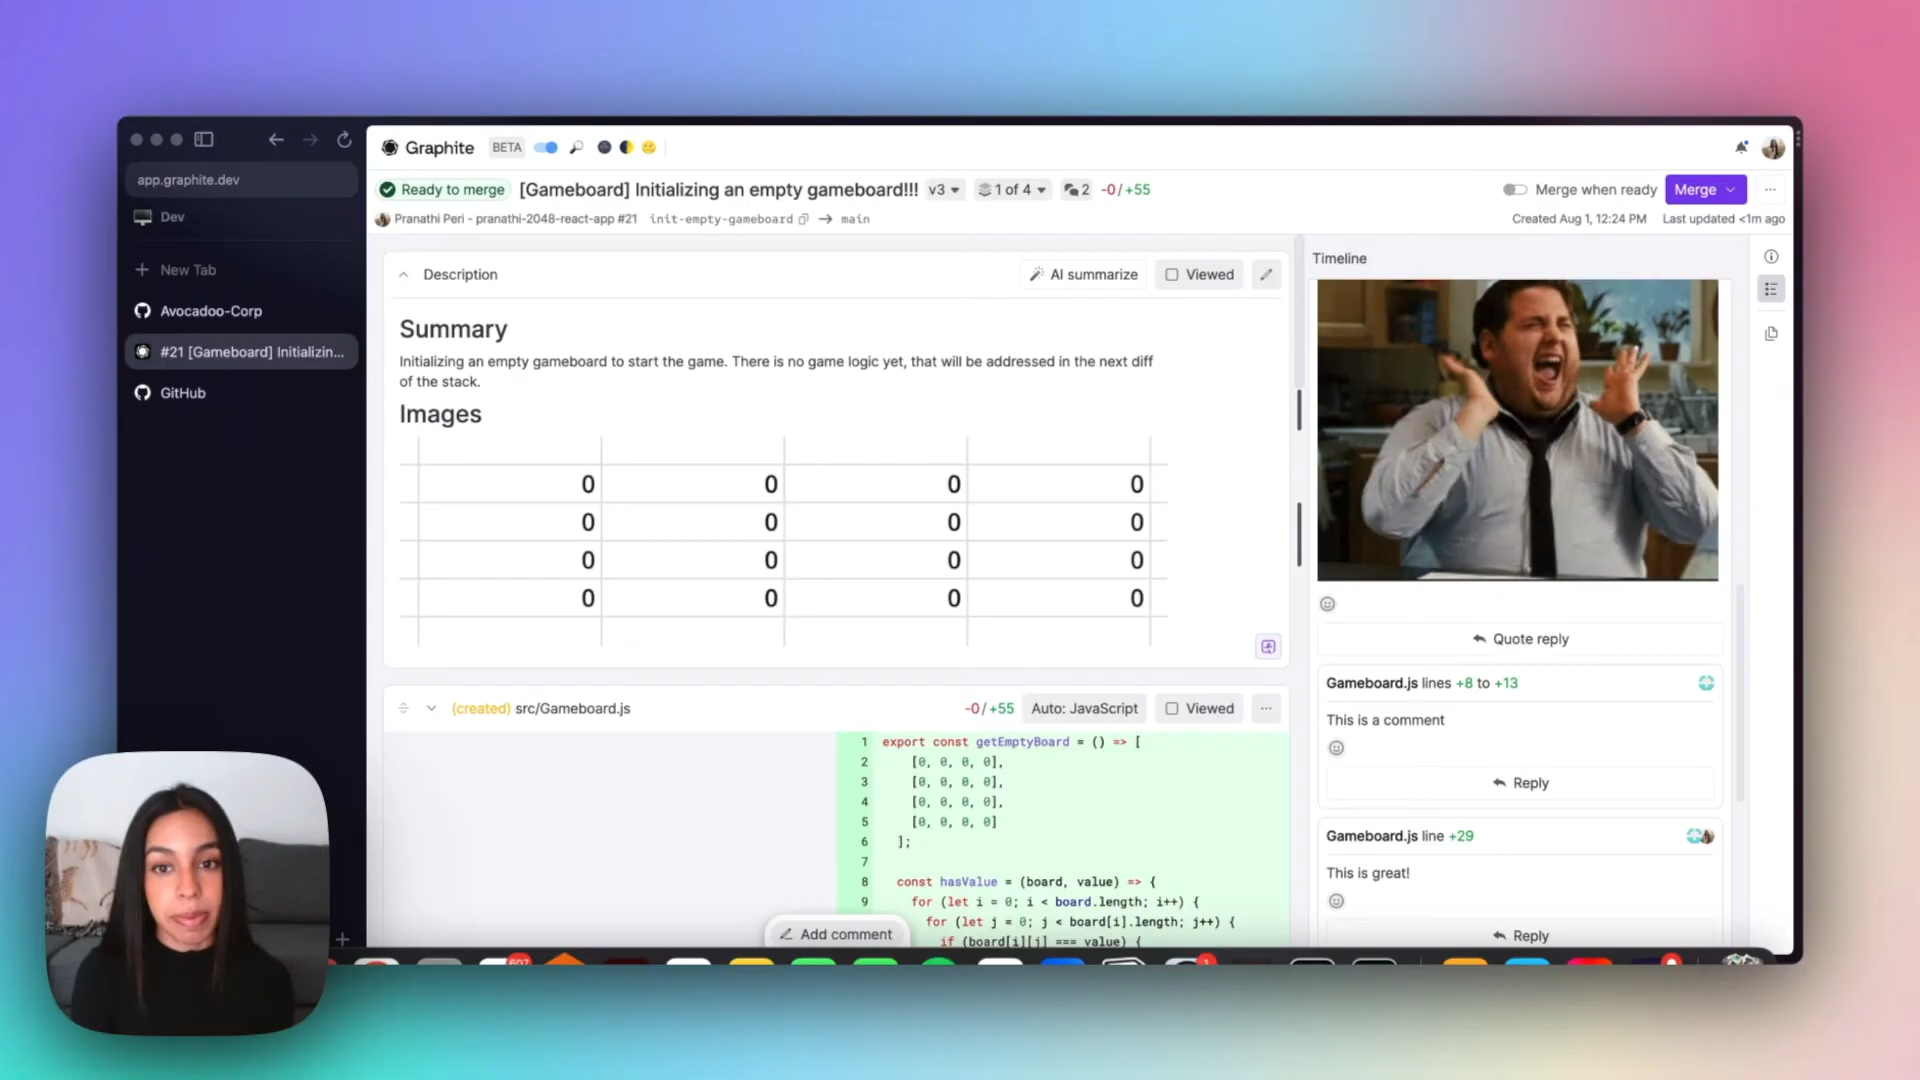 app.graphite.dev
Dev
New Tab
Avocadoo-Corp
#21 [Gameboard] Initializin...
GitHub
Graphite BETA
Ready to merge [Gameboard] Initializing an empty gameboard!!! v3 1 of 4 2 -0/+55 Merge when ready Merge
Pranathi Peri - pranathi-2048-react-app #21 init-empty-gameboard → main Created Aug 1, 12:24 PM Last updated <1m ago
Description AI summarize Viewed
Summary
Initializing an empty gameboard to start the game. There is no game logic yet, that will be addressed in the next diff
of the stack.
Images
0 0 0 0
0 0 0 0
0 0 0 0
0 0 0 0
(created) src/Gameboard.js -0/+55 Auto: JavaScript Viewed
1 export const getEmptyBoard = () => [
2 [0, 0, 0, 0],
3 [0, 0, 0, 0],
4 [0, 0, 0, 0],
5 [0, 0, 0, 0]
6 ];
7
8 const hasValue = (board, value) => {
9 for (let i = 0; i < board.length; i++) {
for (let j = 0; j < board[i].length; j++) {
if (board[i][j] === value) {
Add comment
Timeline
Quote reply
Gameboard.js lines +8 to +13
This is a comment
Reply
Gameboard.js line +29
This is great!
Reply
607
1